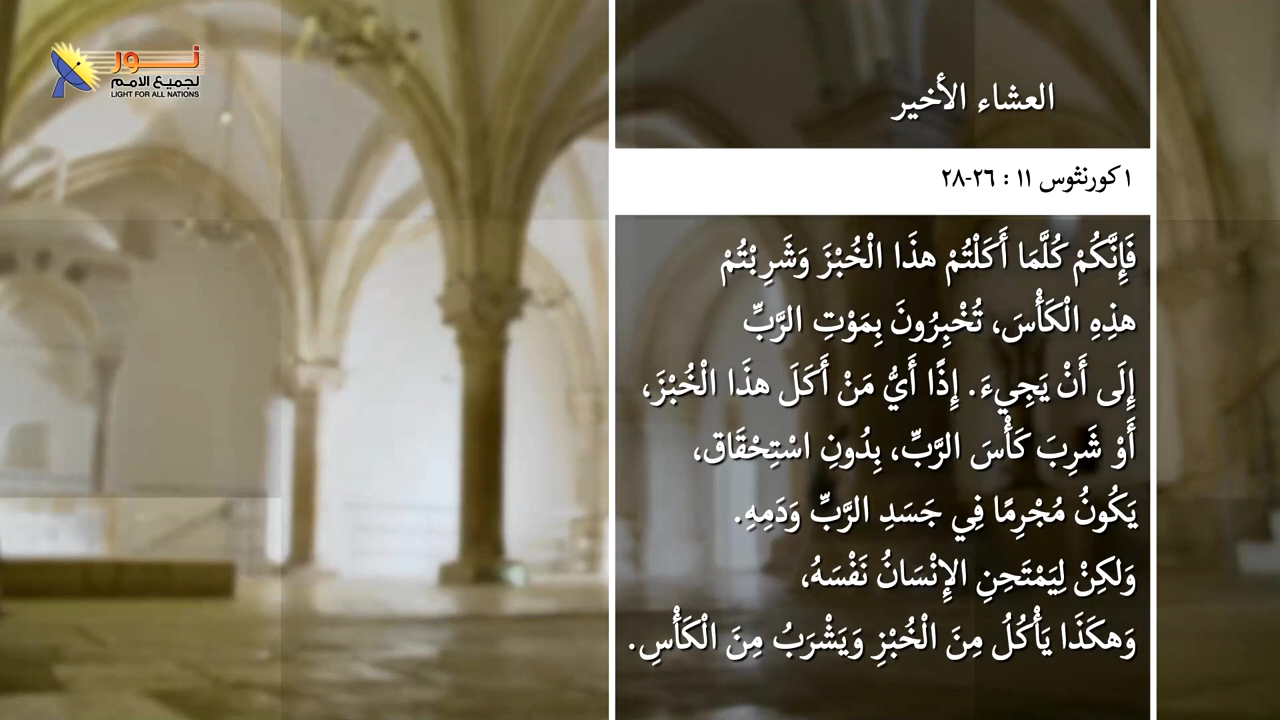 نور
لجميع الامم
LIGHT FOR ALL NATIONS
العشاء الأخير
١ كورنثوس ١١ : ٢٦-٢٨
فَإِنَّكُمْ كُلَّمَا أَكَلْتُمْ هذَا الْخُبْزَ وَشَرِبْتُمْ
هذِهِ الْكَأْسَ، تُخْبِرُونَ بِمَوْتِ الرَّبِّ
إِلَى أَنْ يَجِيءَ. إِذًا أَيُّ مَنْ أَكَلَ هذَا الْخُبْزَ،
أَوْ شَرِبَ كَأْسَ الرَّبِّ، بِدُونِ اسْتِحْقَاق،
يَكُونُ مُجْرِمًا فِي جَسَدِ الرَّبِّ وَدَمِهِ.
وَلكِنْ لِيَمْتَحِنِ الإِنْسَانُ نَفْسَهُ،
وَهكَذَا يَأْكُلُ مِنَ الْخُبْزِ وَيَشْرَبُ مِنَ الْكَأْسِ.